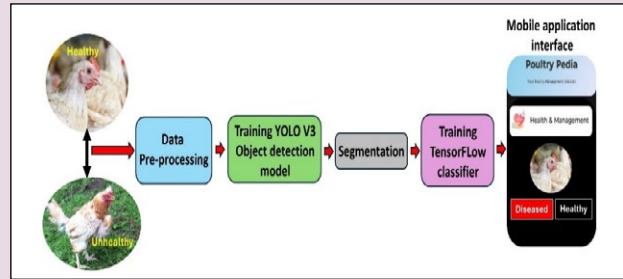 Healthy
Unhealthy
Data
Pre-processing
Training YOLO V3
Object detection
model
Segmentation
Training
TensorFLow
classifier
Mobile application
interface
Poultry Pedia
Health & Management
Diseased
Healthy